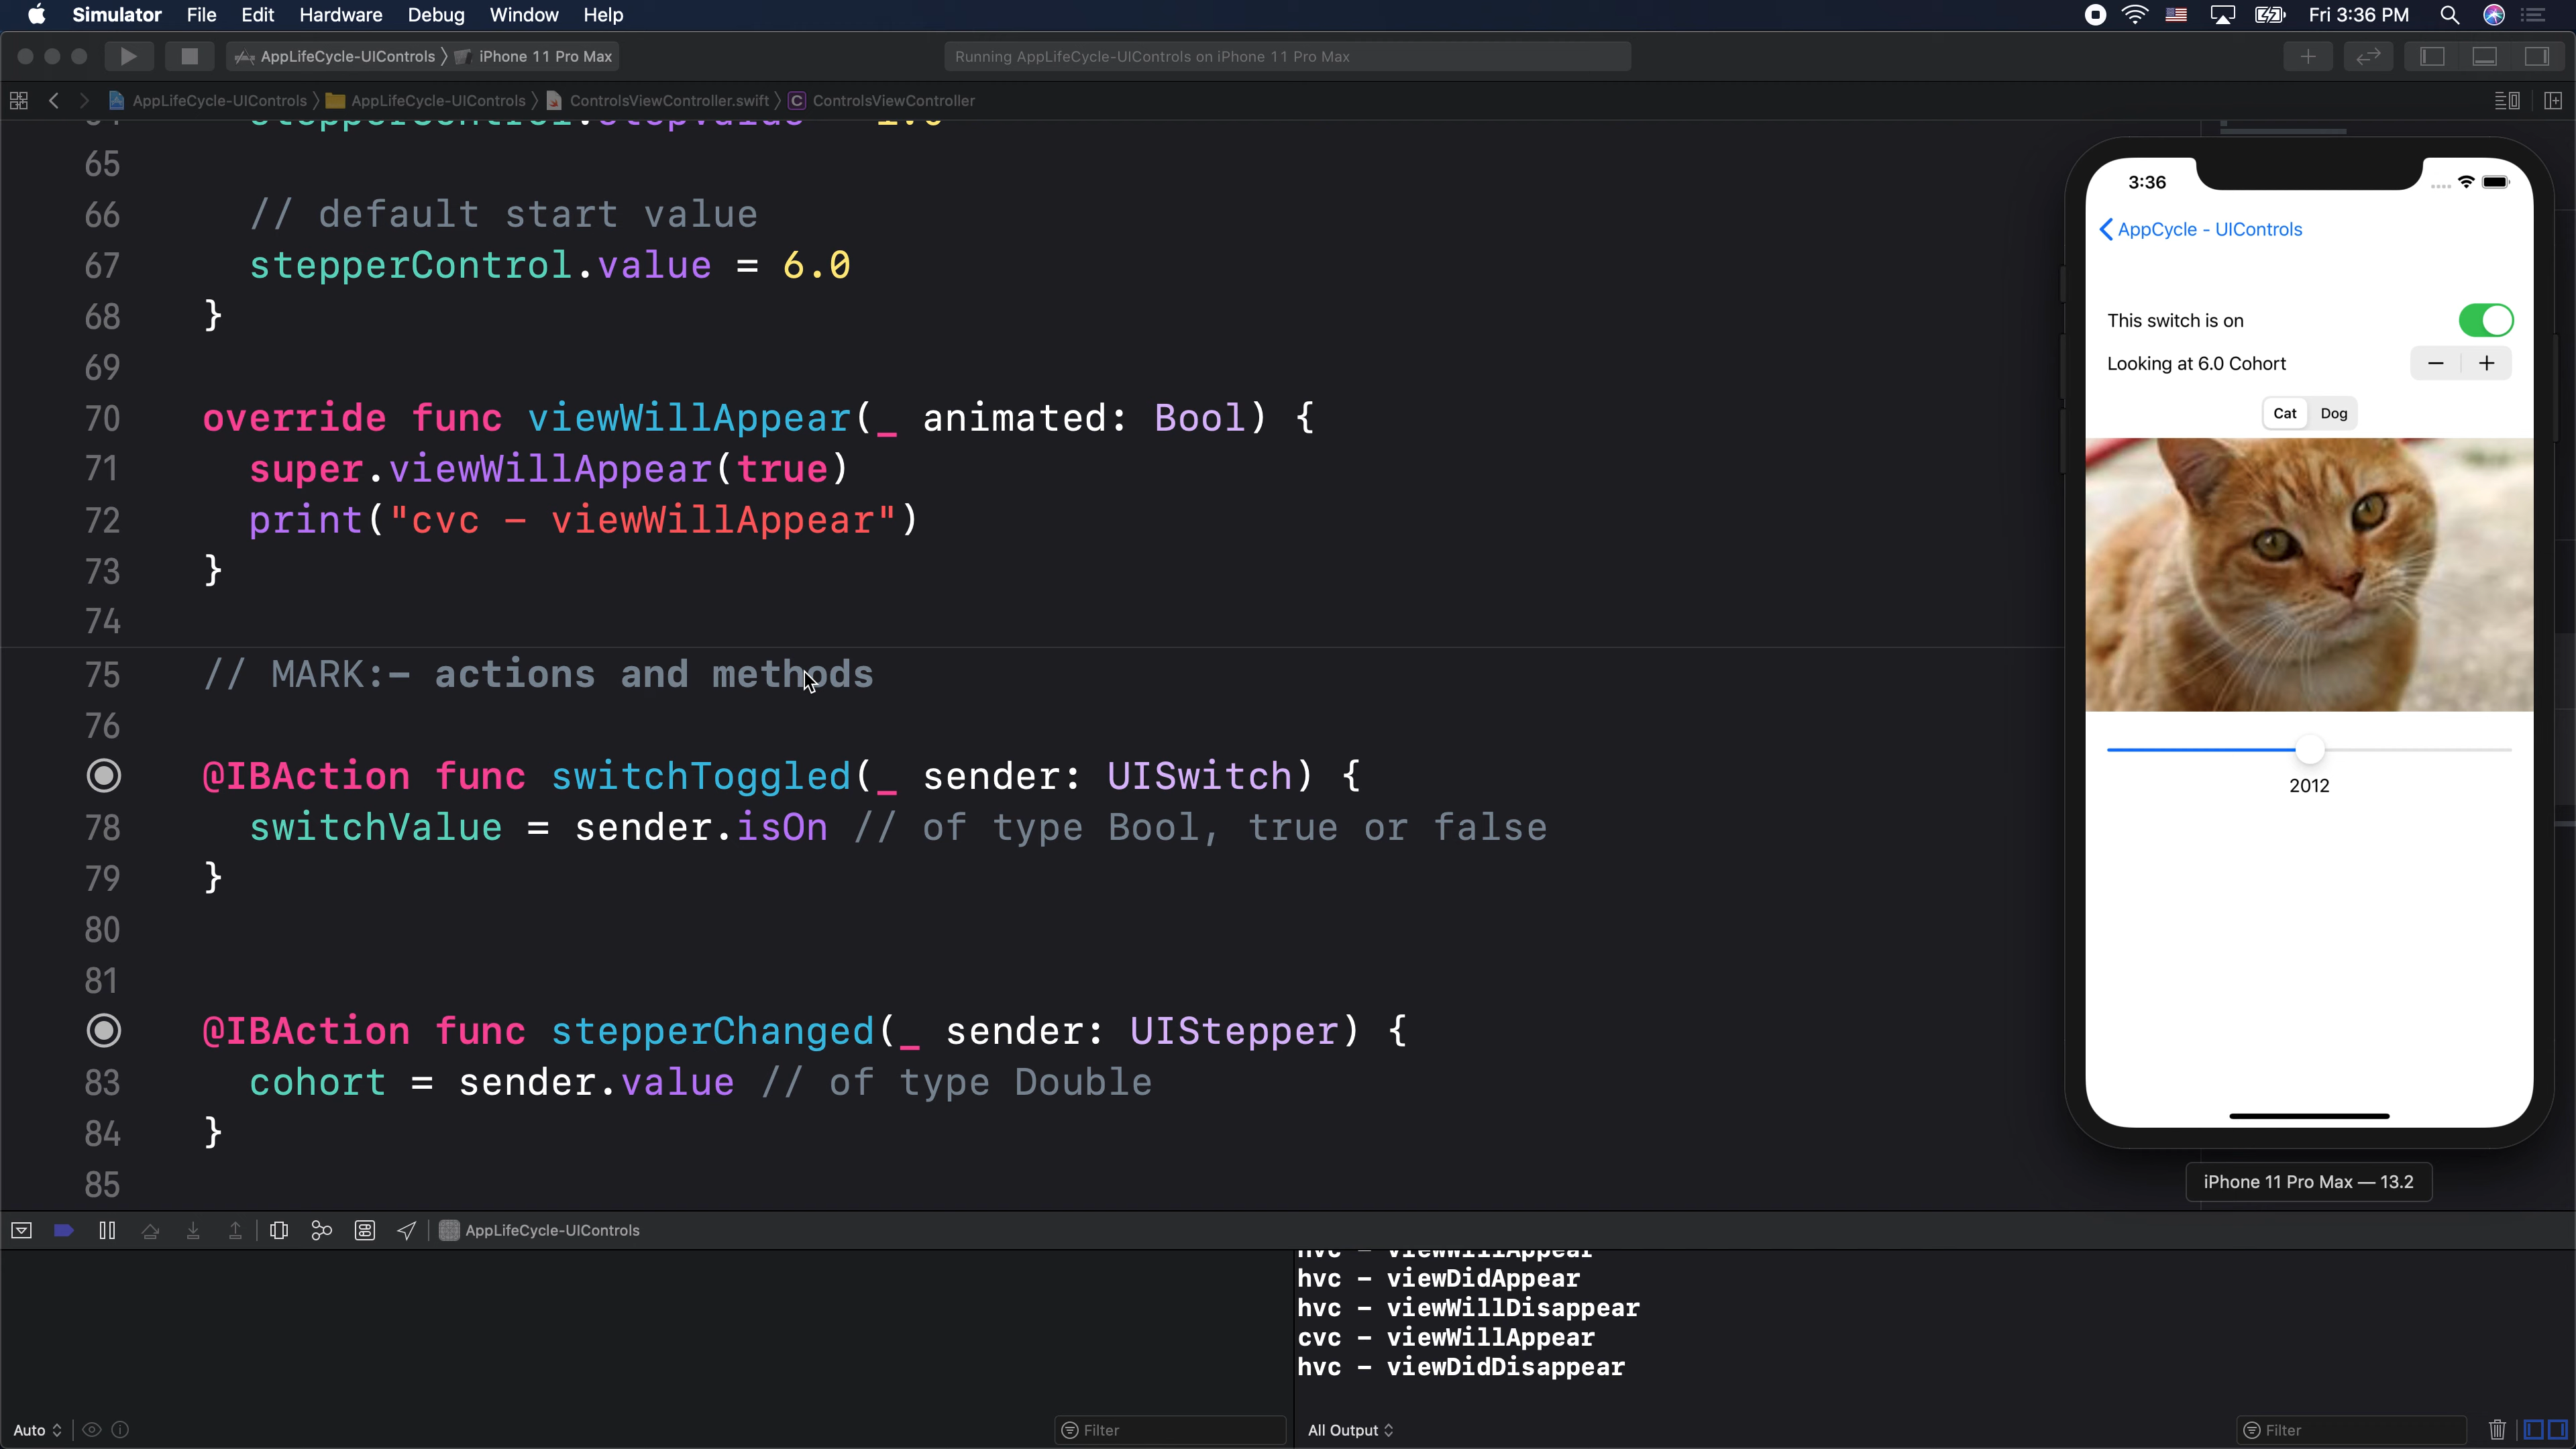 Simulator File Edit Hardware Debug Window Help Fri 3:36 PM
AppLifeCycle-UIControls iPhone 11 Pro Max Running AppLifeCycle-UIControls on iPhone 11 Pro Max
AppLifeCycle-UIControls AppLifeCycle-UIControls ControlsViewController.swift C ControlsViewController
65
66 // default start value
67 stepperControl.value = 6.0
68 }
69
70 override func viewWillAppear(_ animated: Bool) {
71 super.viewWillAppear(true)
72 print("cvc - viewWillAppear")
73 }
74
75 // MARK:- actions and methods
76
@IBAction func switchToggled(_ sender: UISwitch) {
78 switchValue = sender.isOn // of type Bool, true or false
79 }
80
81
@IBAction func stepperChanged(_ sender: UIStepper) {
83 cohort = sender.value // of type Double
84 }
85
3:36
AppCycle - UIControls
This switch is on
Looking at 6.0 Cohort − +
Cat Dog
2012
iPhone 11 Pro Max — 13.2
AppLifeCycle-UIControls
hvc - viewWillAppear
hvc - viewDidAppear
hvc - viewWillDisappear
cvc - viewWillAppear
hvc - viewDidDisappear
Auto Filter All Output Filter